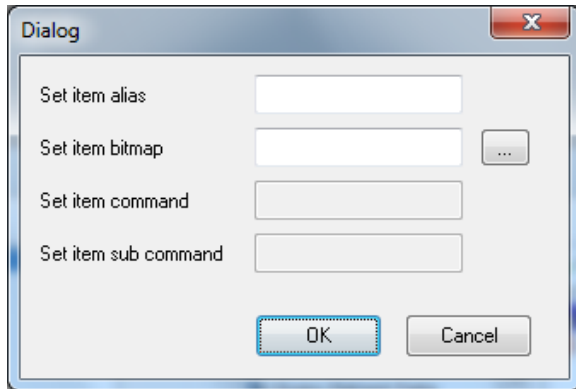 Dialog
Set item alias
Set item bitmap
...
Set item command
Set item sub command
OK
Cancel